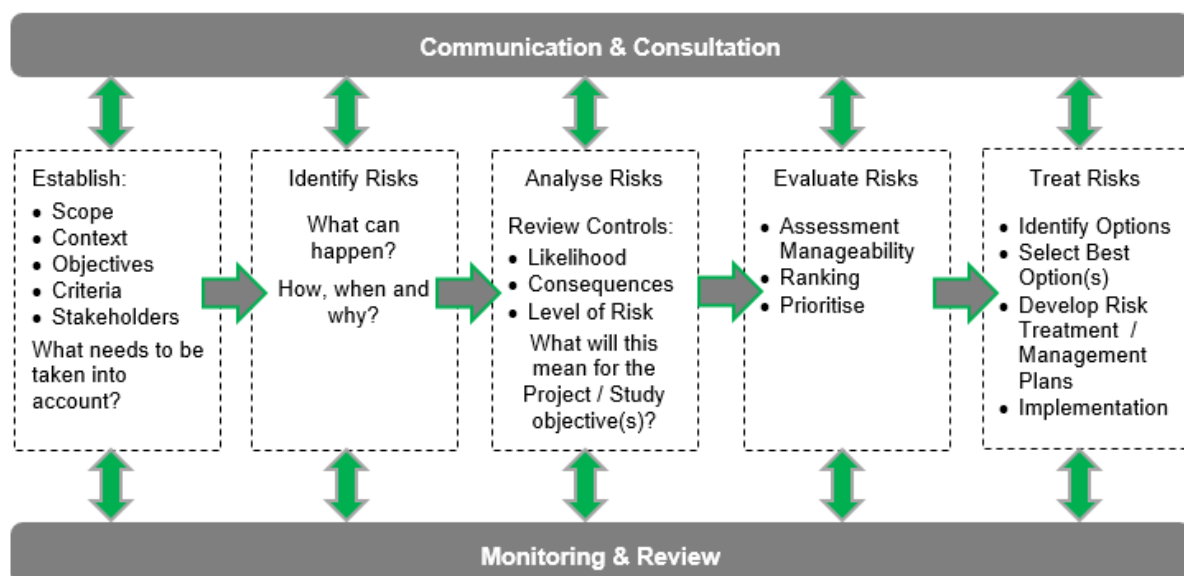 Communication & Consultation
Establish:
• Scope
• Context
• Objectives
• Criteria
• Stakeholders
What needs to be
taken into
account?
Identify Risks
What can
happen?
How, when and
why?
Analyse Risks
Review Controls:
• Likelihood
• Consequences
• Level of Risk
What will this
mean for the
Project / Study
objective(s)?
Evaluate Risks
• Assessment
Manageability
• Ranking
• Prioritise
Treat Risks
• Identify Options
• Select Best
Option(s)
• Develop Risk
Treatment /
Management
Plans
• Implementation
Monitoring & Review